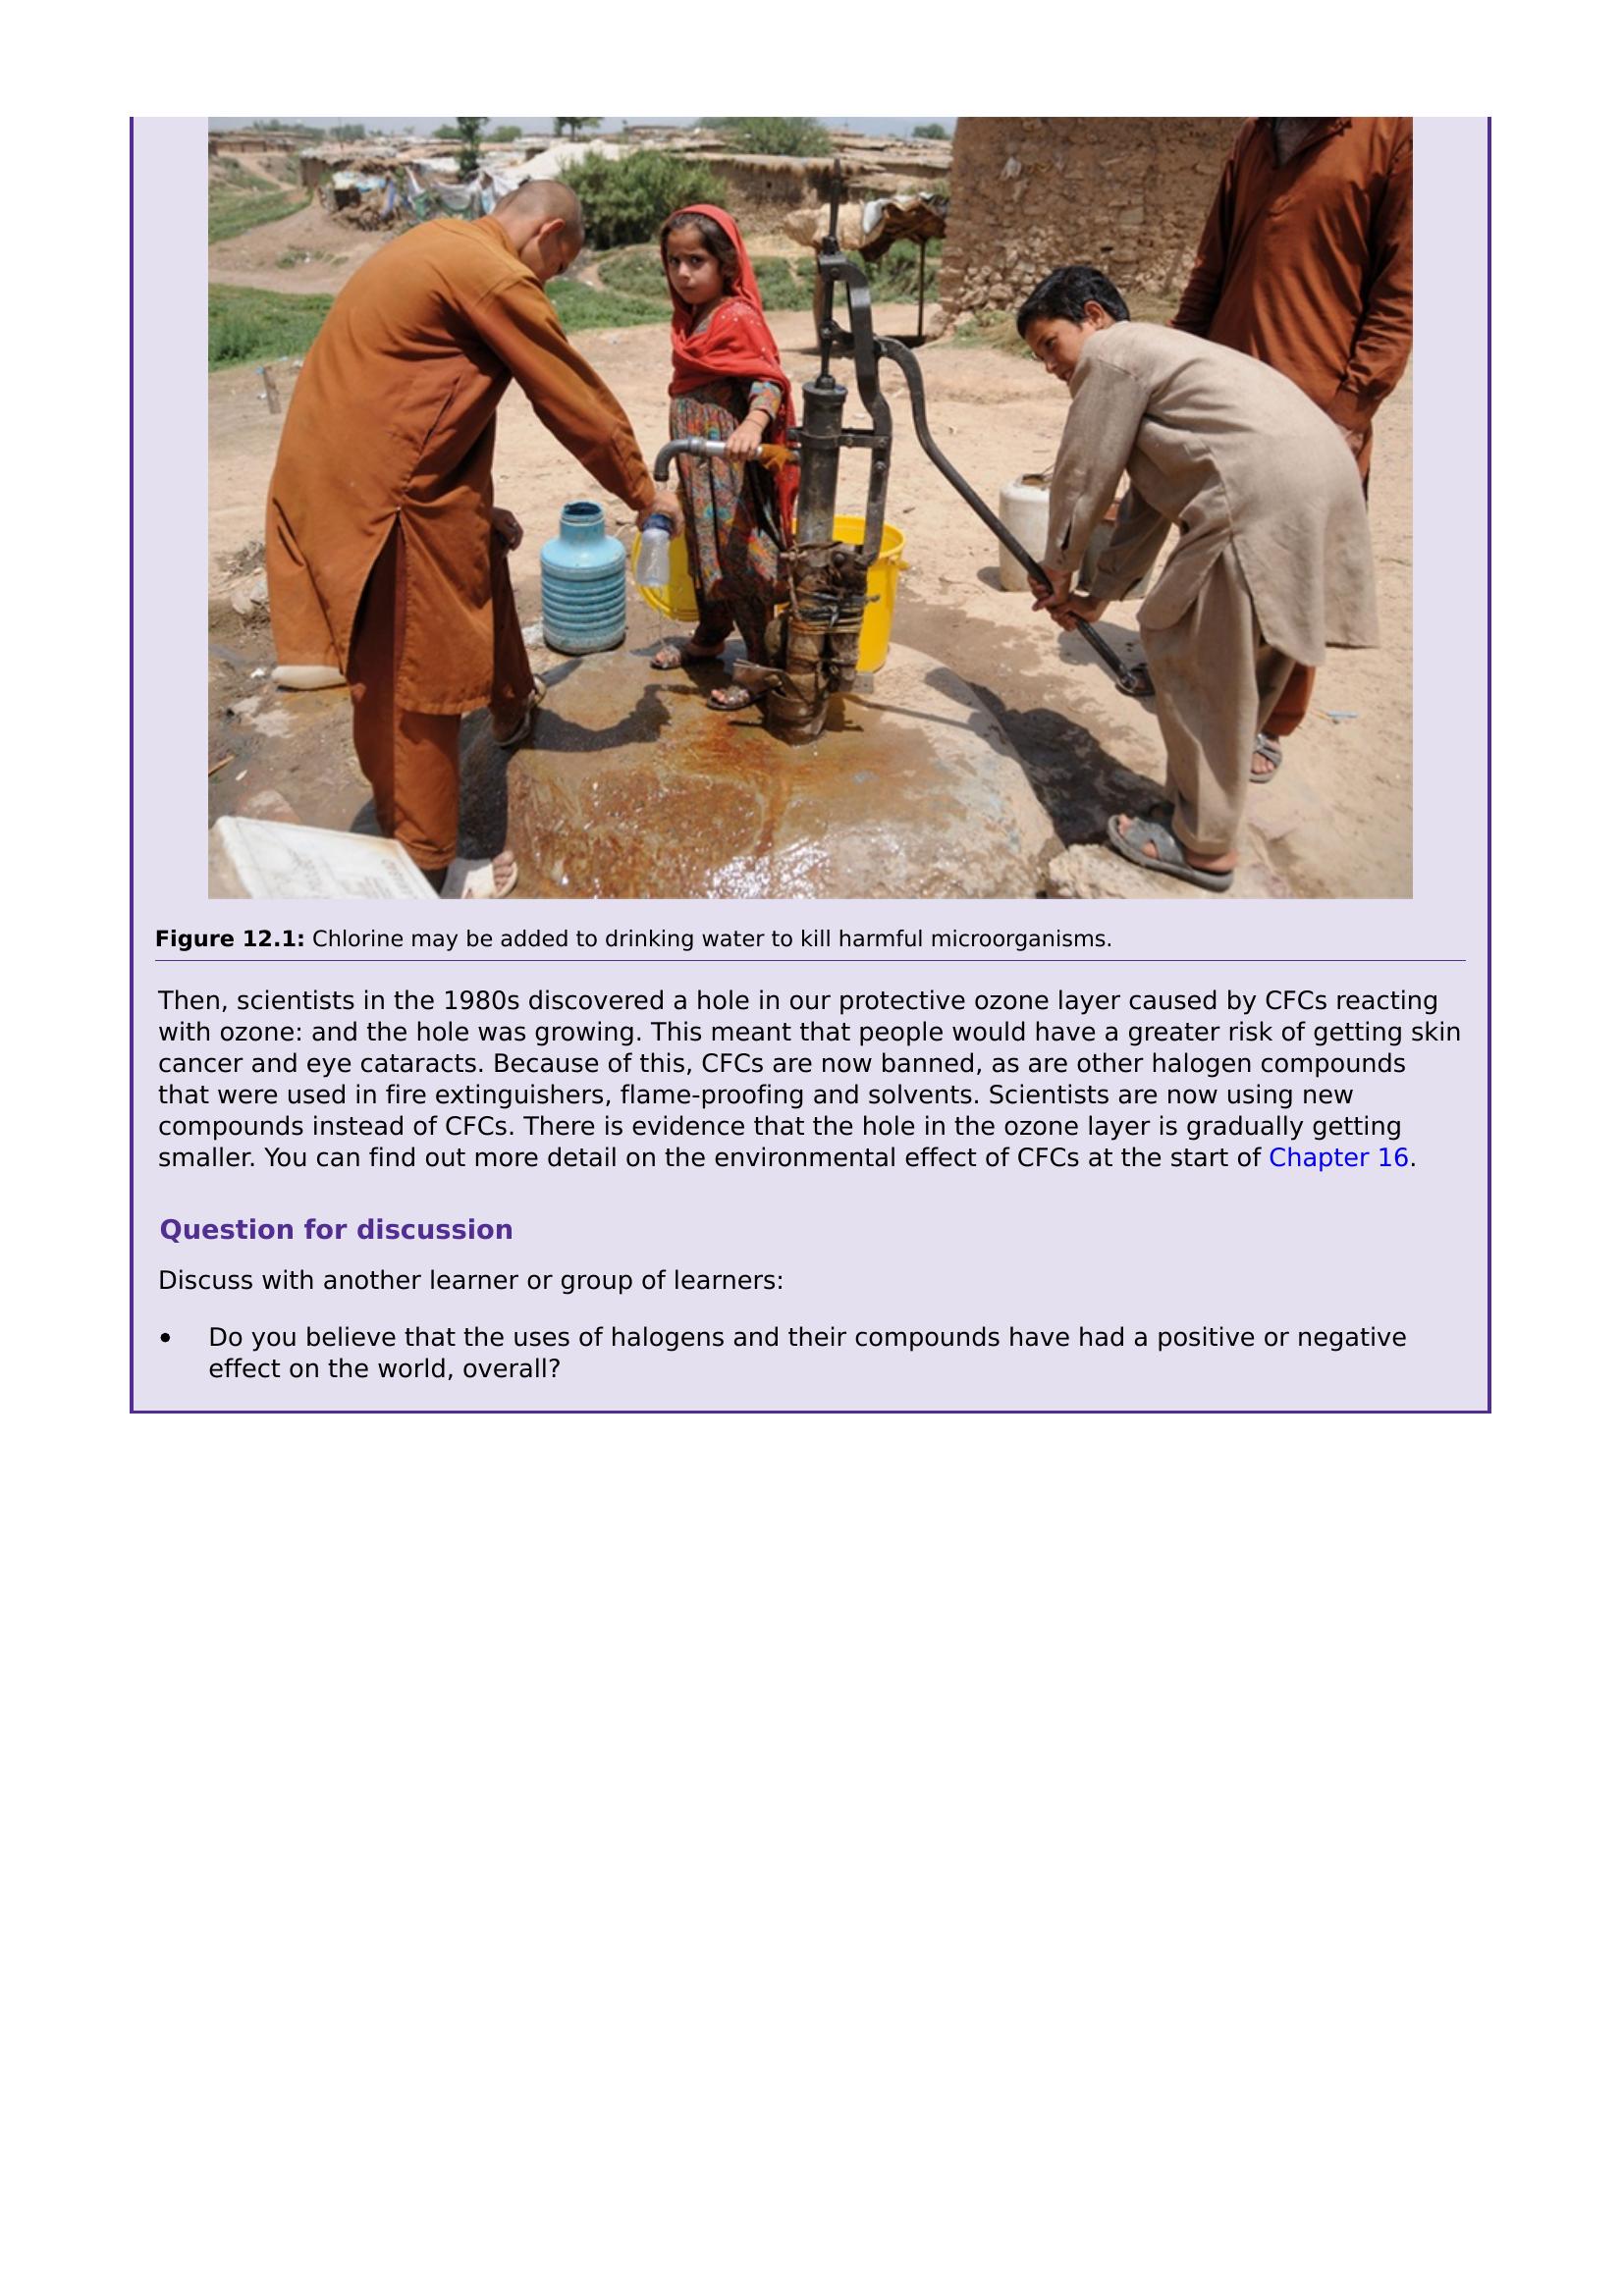 Figure 12.1: Chlorine may be added to drinking water to kill harmful microorganisms.
Then, scientists in the 1980s discovered a hole in our protective ozone layer caused by CFCs reacting
with ozone: and the hole was growing. This meant that people would have a greater risk of getting skin
cancer and eye cataracts. Because of this, CFCs are now banned, as are other halogen compounds
that were used in fire extinguishers, flame-proofing and solvents. Scientists are now using new
compounds instead of CFCs. There is evidence that the hole in the ozone layer is gradually getting
smaller. You can find out more detail on the environmental effect of CFCs at the start of Chapter 16.
Question for discussion
Discuss with another learner or group of learners:
• Do you believe that the uses of halogens and their compounds have had a positive or negative
effect on the world, overall?